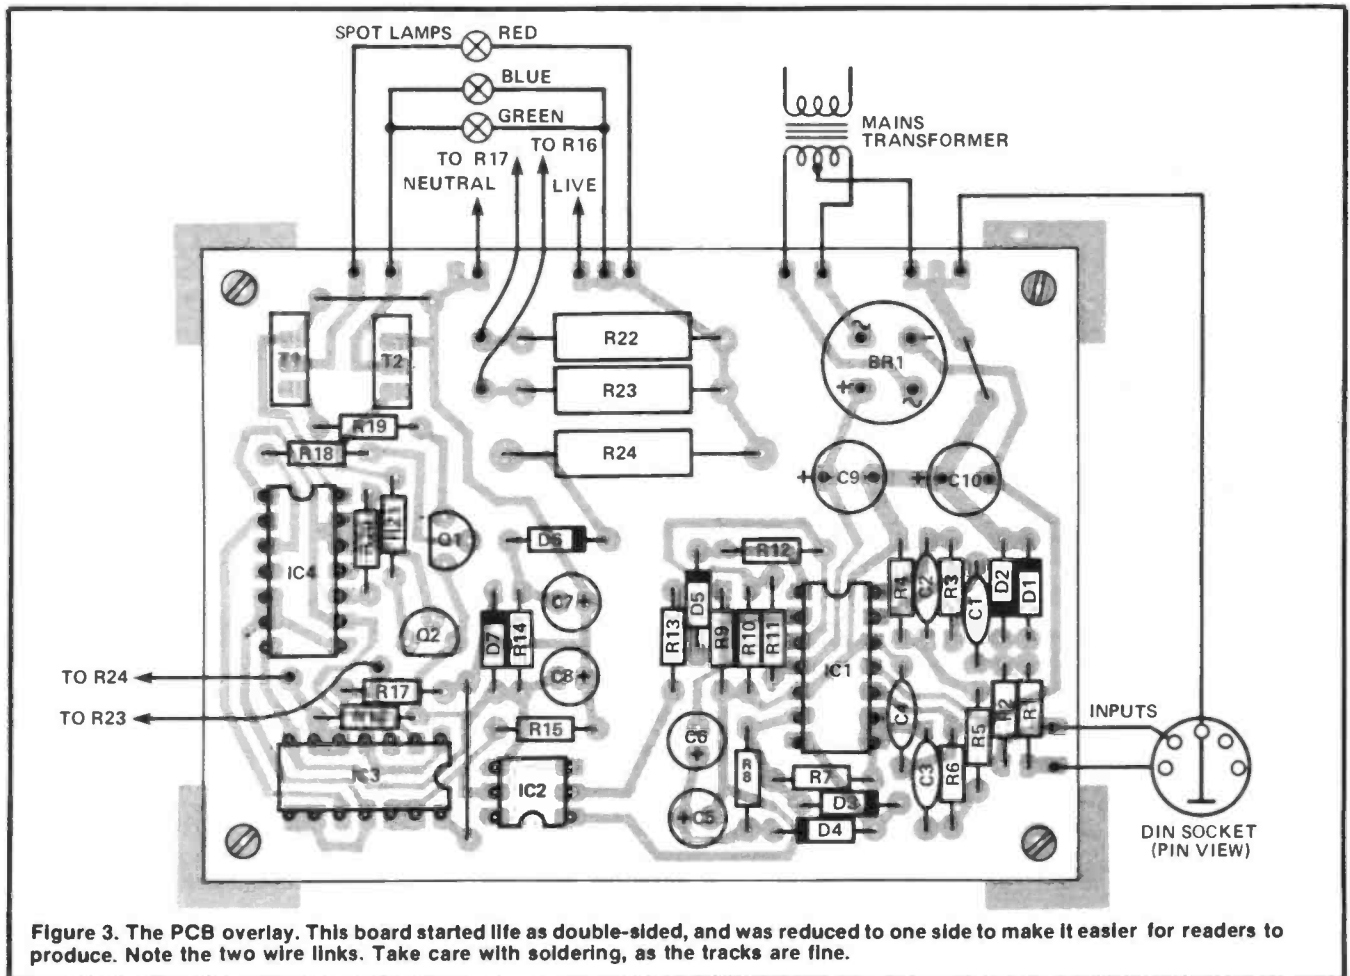 SPOT LAMPS RED
BLUE
GREEN
TO R17 TO R16
NEUTRAL LIVE
MAINS
TRANSFORMER
T1 T2
R22
R23
R24
BR1
~
-
+
~
R19
R18
+ C9
+ C10
R21
IC4
Q1
D6
R12
R4 C2 R3 C1 D2 D1
C7 +
D5
R13 R9 R10 R11
D7 R14
Q2
C8 +
IC1
C4
TO R24
TO R23
R17
R15
C6
+
R5 R2 R1
INPUTS
IC3
IC2
R8
R7
C3 R6
D3
+ C5
D4
DIN SOCKET
(PIN VIEW)
Figure 3. The PCB overlay. This board started life as double-sided, and was reduced to one side to make it easier for readers to
produce. Note the two wire links. Take care with soldering, as the tracks are fine.